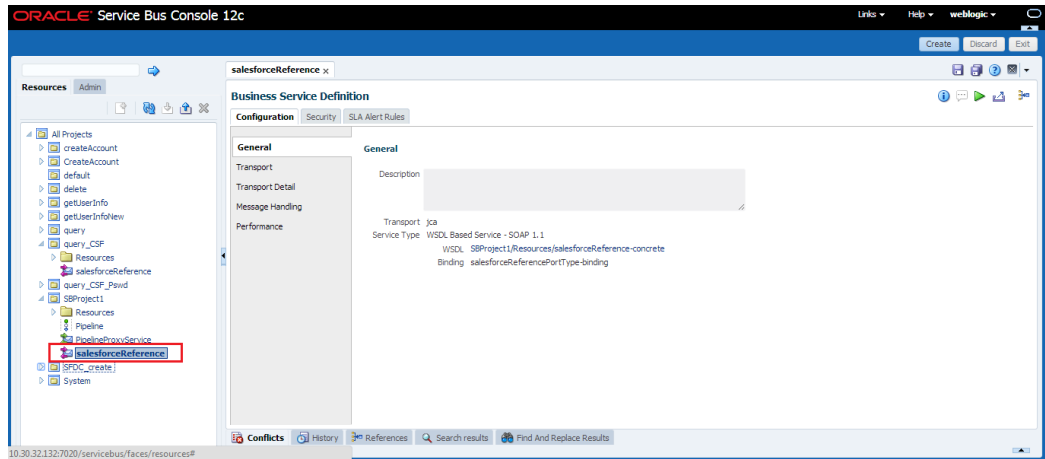 ORACLE Service Bus Console 12c
Links Help weblogic
Create Discard Exit
salesforceReference x
Resources Admin
Business Service Definition
Configuration Security SLA Alert Rules
All Projects
createAccount
CreateAccount
default
delete
getUserInfo
getUserInfoNew
query
query_CSF
Resources
salesforceReference
query_CSF_Pswd
SBProject1
Resources
Pipeline
PipelineProxyService
salesforceReference
SFDC_create
System
General
Transport
Transport Detail
Message Handling
Performance
General
Description
Transport jca
Service Type WSDL Based Service - SOAP 1.1
WSDL SBProject1/Resources/salesforceReference-concrete
Binding salesforceReferencePortType-binding
Conflicts History References Search results Find And Replace Results
10.30.32.132:7020/servicebus/faces/resources#